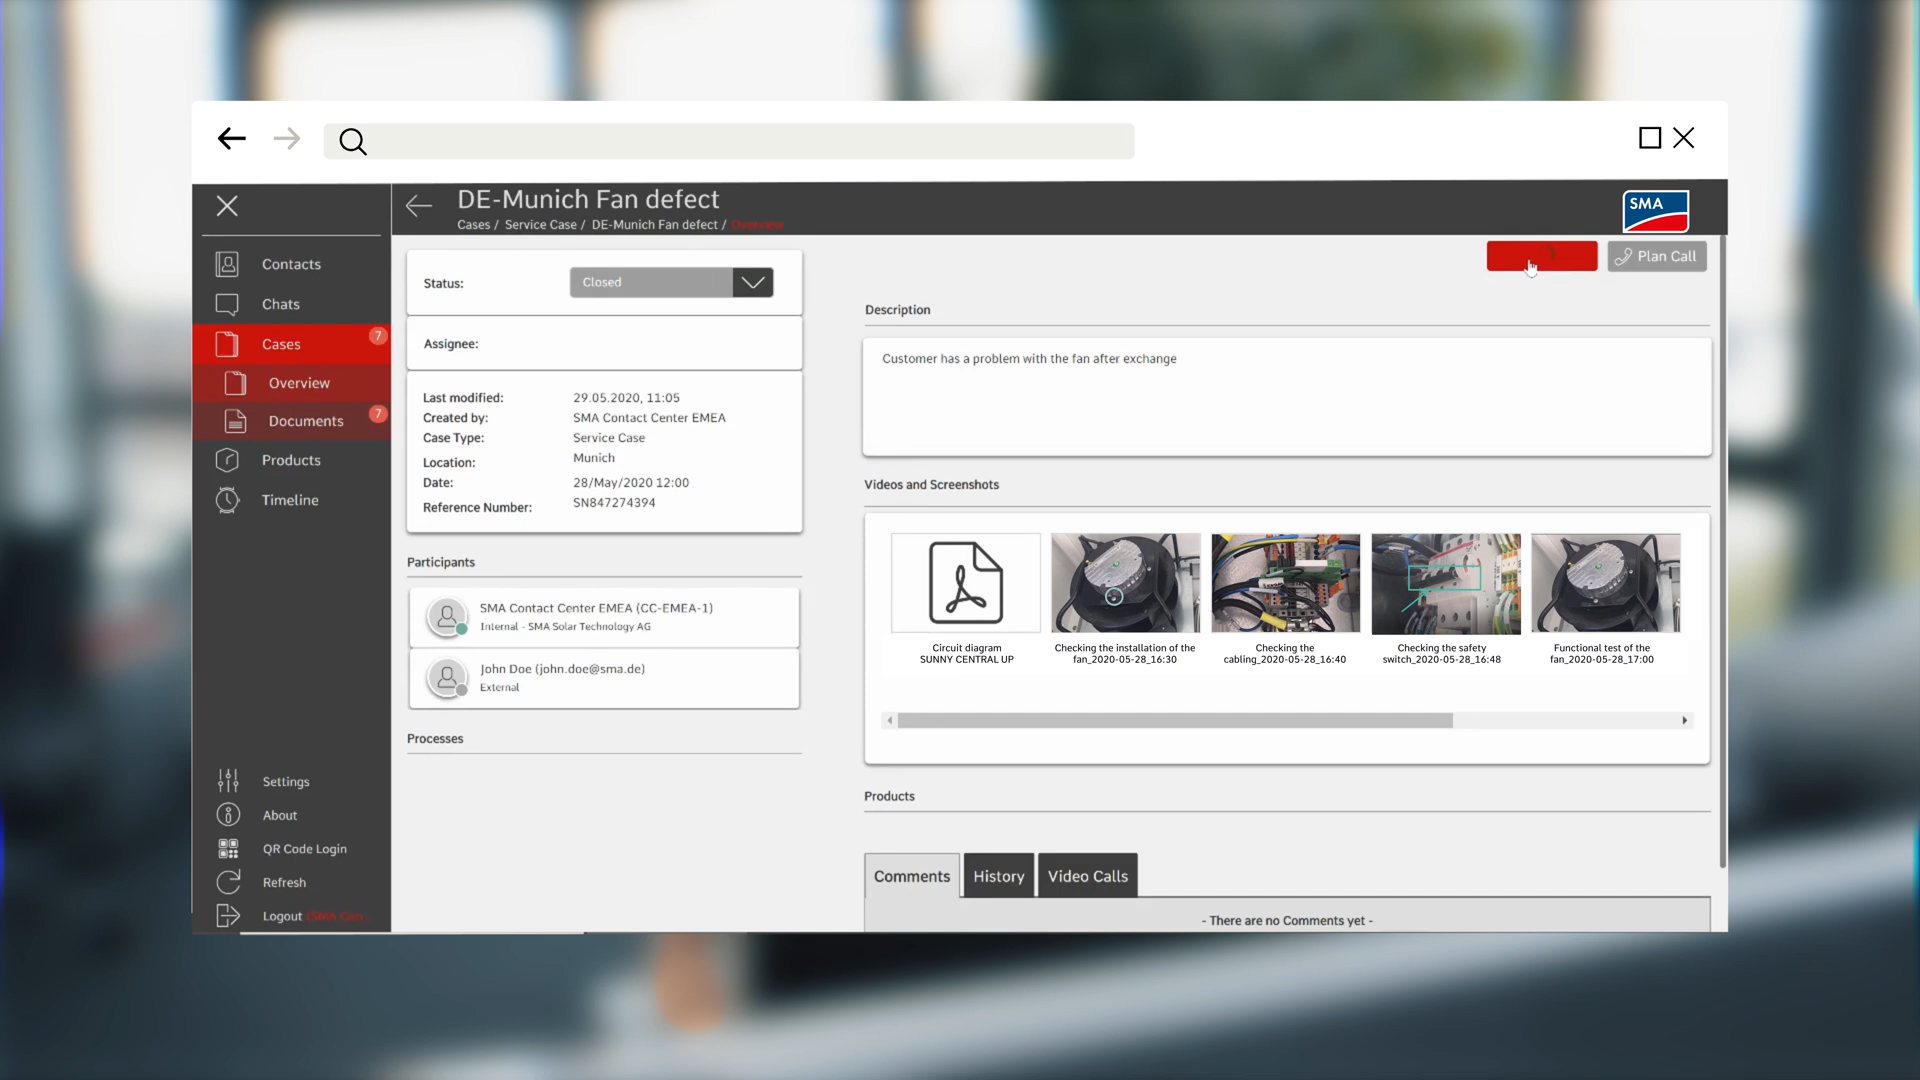 DE-Munich Fan defect
Cases / Service Case / DE-Munich Fan defect / Overview
SMA
Contacts
Chats
Cases 7
Overview
Documents 7
Products
Timeline
Settings
About
QR Code Login
Refresh
Logout
Status: Closed
Assignee:
Last modified: 29.05.2020, 11:05
Created by: SMA Contact Center EMEA
Case Type: Service Case
Location: Munich
Date: 28/May/2020 12:00
Reference Number: SN847274394
Participants
SMA Contact Center EMEA (CC-EMEA-1)
Internal - SMA Solar Technology AG
John Doe (john.doe@sma.de)
External
Processes
Plan Call
Description
Customer has a problem with the fan after exchange
Videos and Screenshots
Circuit diagram
SUNNY CENTRAL UP
Checking the installation of the
fan_2020-05-28_16:30
Checking the
cabling_2020-05-28_16:40
Checking the safety
switch_2020-05-28_16:48
Functional test of the
fan_2020-05-28_17:00
Products
Comments
History
Video Calls
- There are no Comments yet -